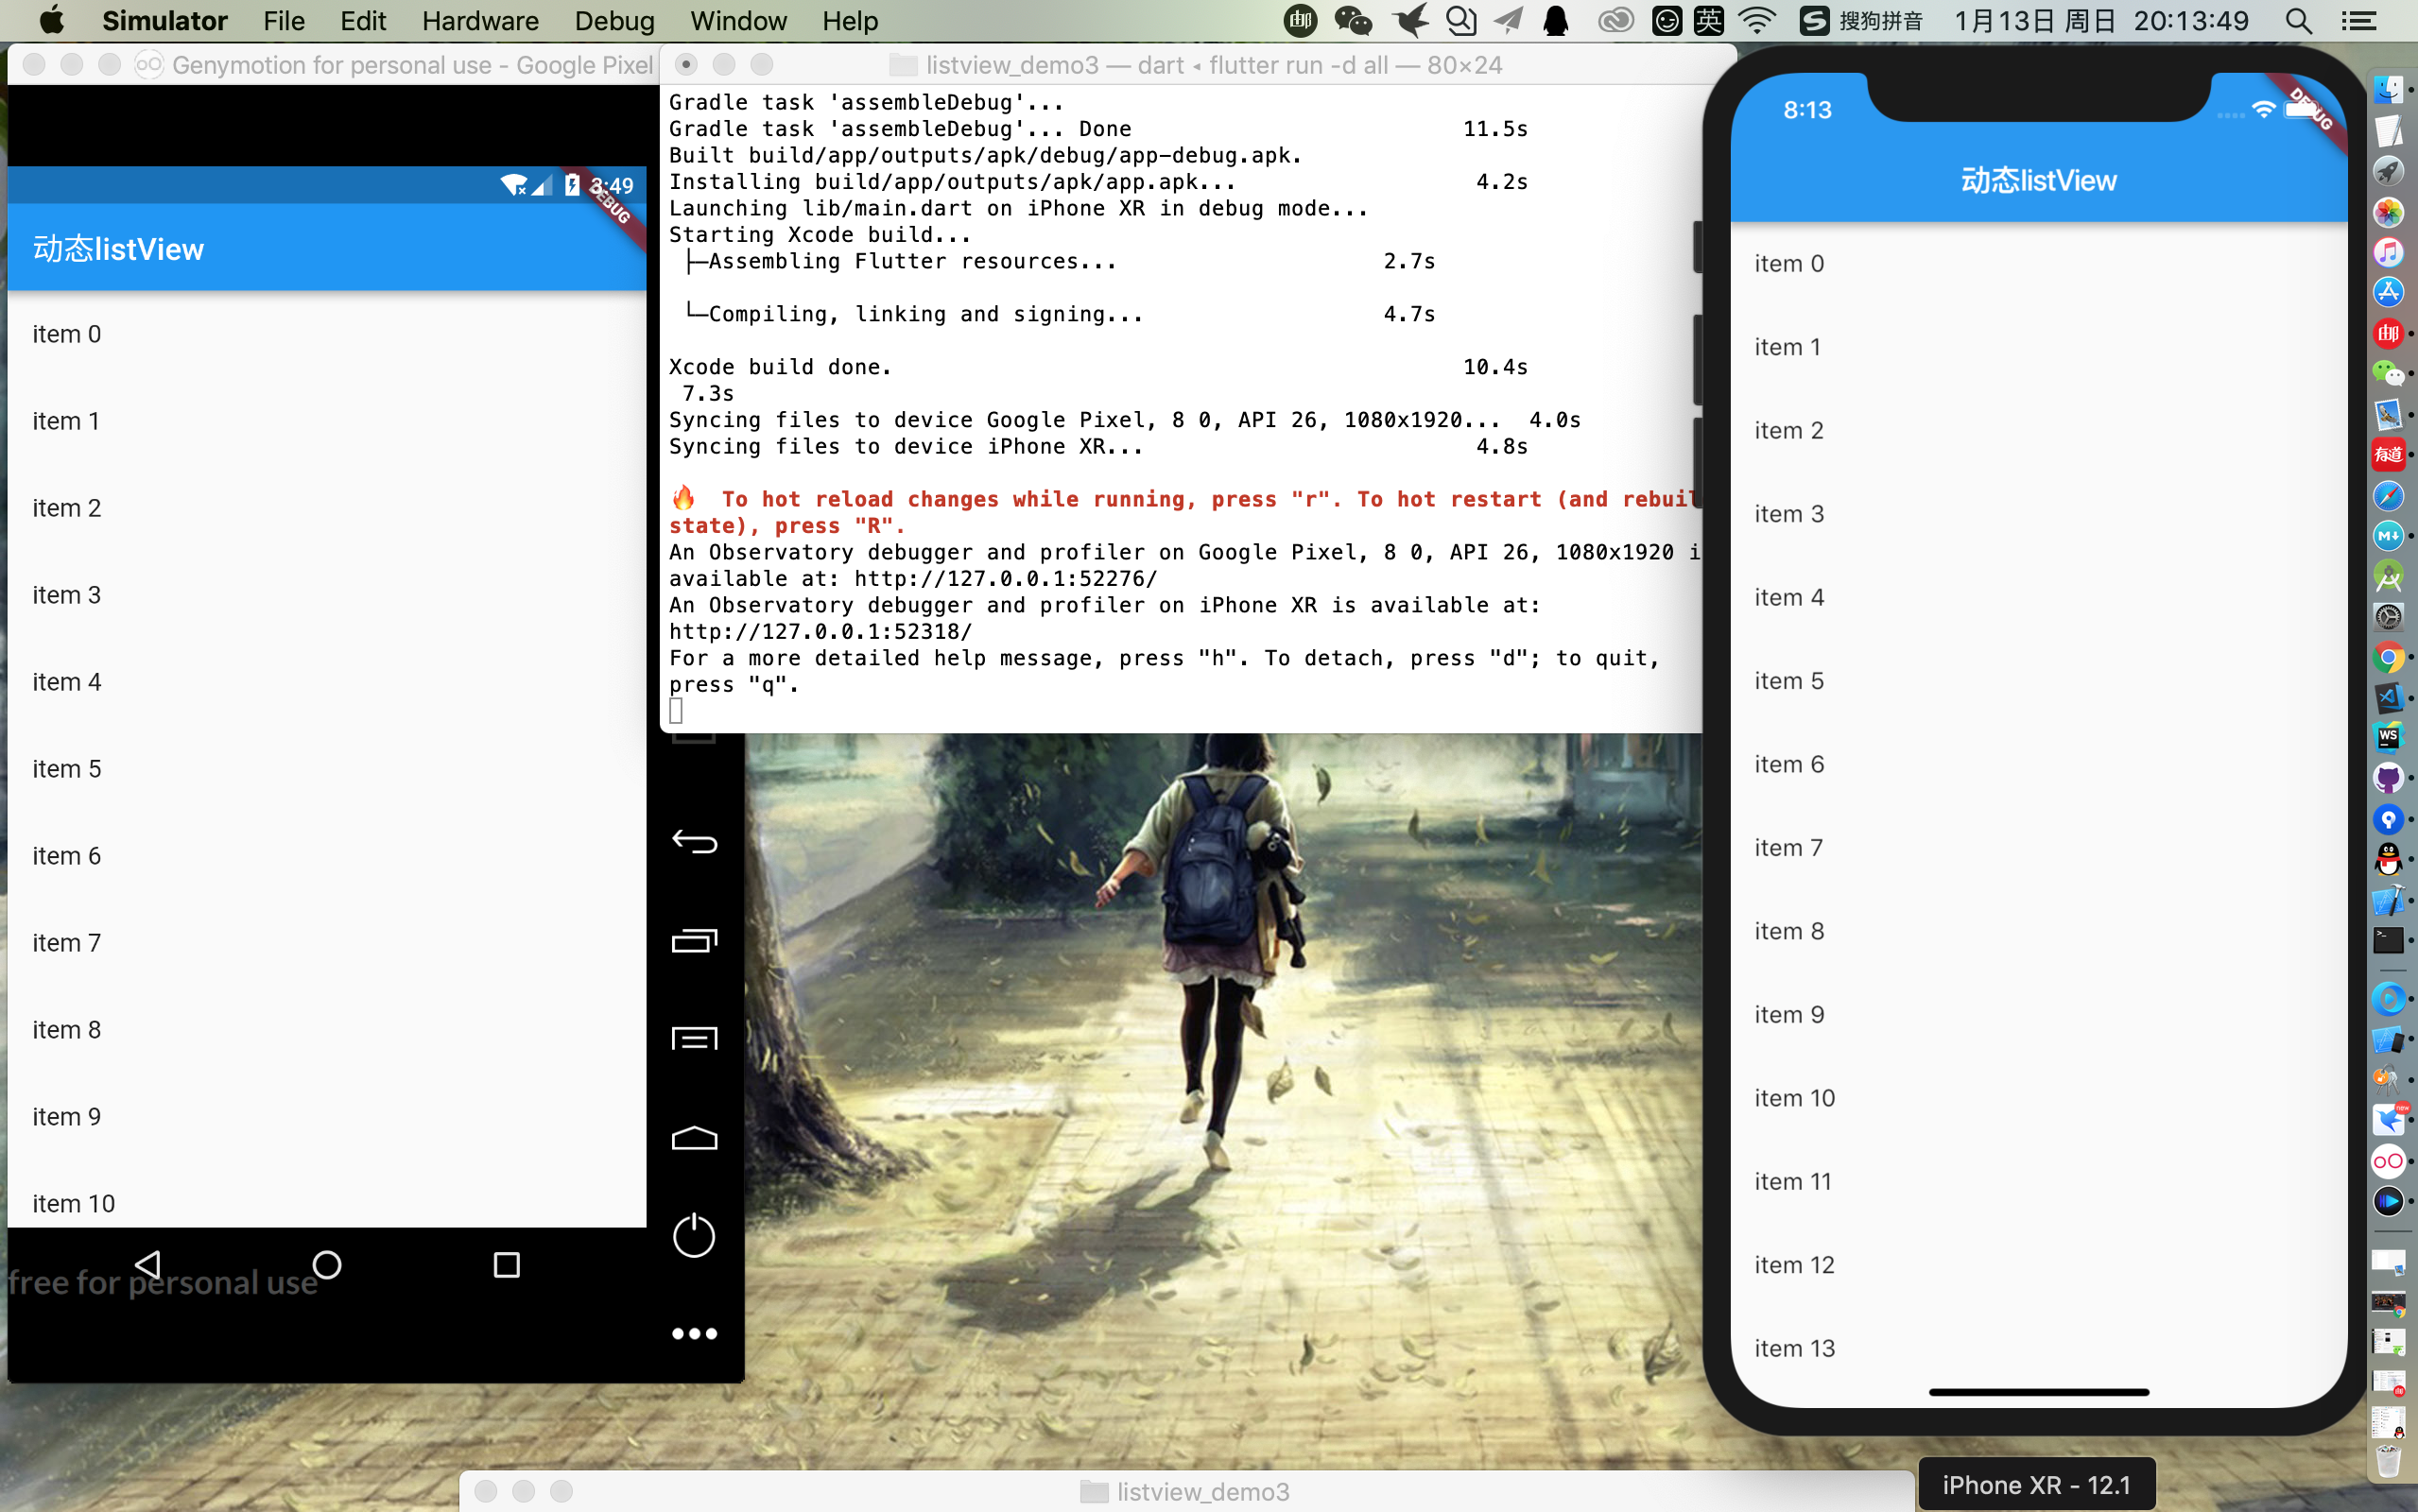 Simulator File Edit Hardware Debug Window Help
英 搜狗拼音 1月13日 周日 20:13:49
Genymotion for personal use - Google Pixel
3:49
DEBUG
动态listView
item 0
item 1
item 2
item 3
item 4
item 5
item 6
item 7
item 8
item 9
item 10
free for personal use
listview_demo3 — dart ◂ flutter run -d all — 80×24
Gradle task 'assembleDebug'...
Gradle task 'assembleDebug'... Done 11.5s
Built build/app/outputs/apk/debug/app-debug.apk.
Installing build/app/outputs/apk/app.apk... 4.2s
Launching lib/main.dart on iPhone XR in debug mode...
Starting Xcode build...
├─Assembling Flutter resources... 2.7s
└─Compiling, linking and signing... 4.7s
Xcode build done. 10.4s
7.3s
Syncing files to device Google Pixel, 8 0, API 26, 1080x1920... 4.0s
Syncing files to device iPhone XR... 4.8s
🔥 To hot reload changes while running, press "r". To hot restart (and rebuil
state), press "R".
An Observatory debugger and profiler on Google Pixel, 8 0, API 26, 1080x1920 i
available at: http://127.0.0.1:52276/
An Observatory debugger and profiler on iPhone XR is available at:
http://127.0.0.1:52318/
For a more detailed help message, press "h". To detach, press "d"; to quit,
press "q".
8:13
DEBUG
动态listView
item 0
item 1
item 2
item 3
item 4
item 5
item 6
item 7
item 8
item 9
item 10
item 11
item 12
item 13
有道
M↓
WS
new
listview_demo3
iPhone XR - 12.1